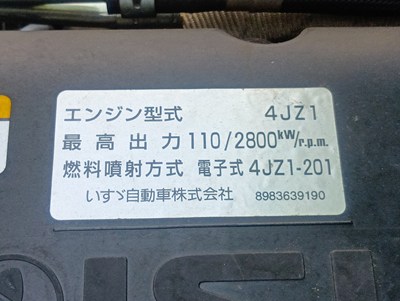 エンジン型式 4JZ1
最高出力 110/2800kW/r.p.m.
燃料噴射方式 電子式 4JZ1-201
いすゞ自動車株式会社 8983639190